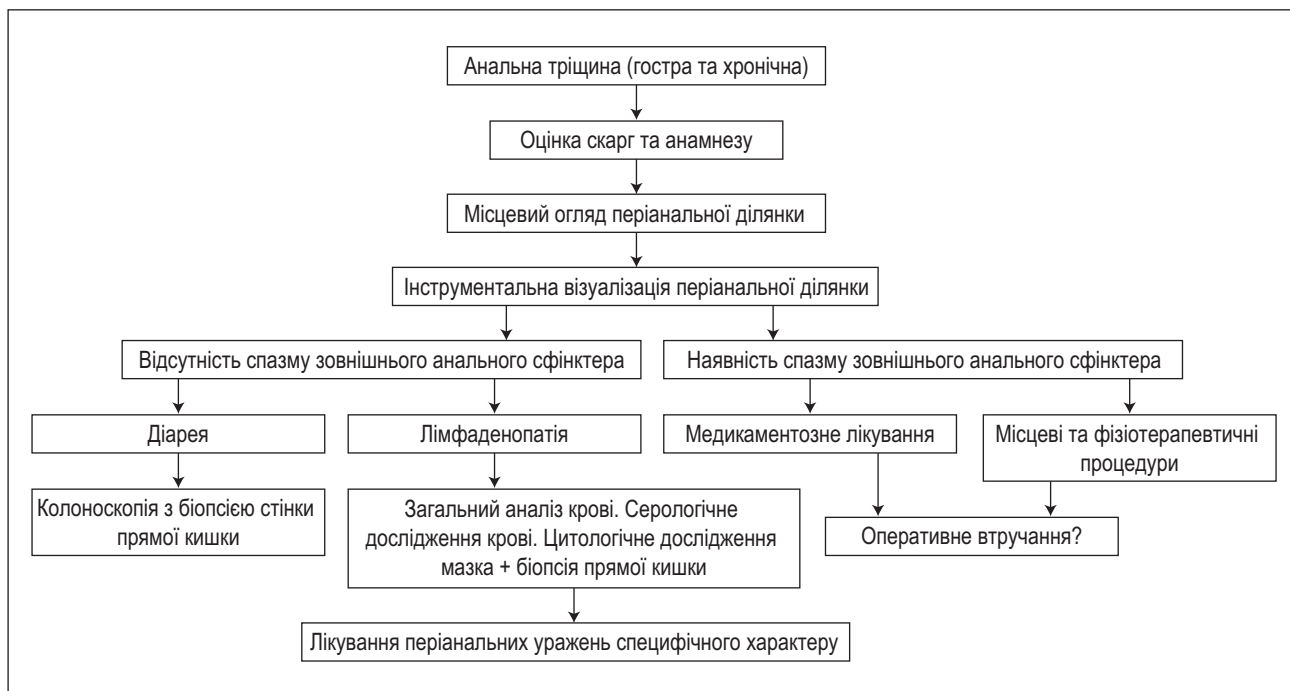 Анальна тріщина (гостра та хронічна)
Оцінка скарг та анамнезу
Місцевий огляд періанальної ділянки
Інструментальна візуалізація періанальної ділянки
Відсутність спазму зовнішнього анального сфінктера
Наявність спазму зовнішнього анального сфінктера
Діарея
Лімфаденопатія
Медикаментозне лікування
Місцеві та фізіотерапевтичні
процедури
Колоноскопія з біопсією стінки
прямої кишки
Загальний аналіз крові. Серологічне
дослідження крові. Цитологічне дослідження
мазка + біопсія прямої кишки
Оперативне втручання?
Лікування періанальних уражень специфічного характеру